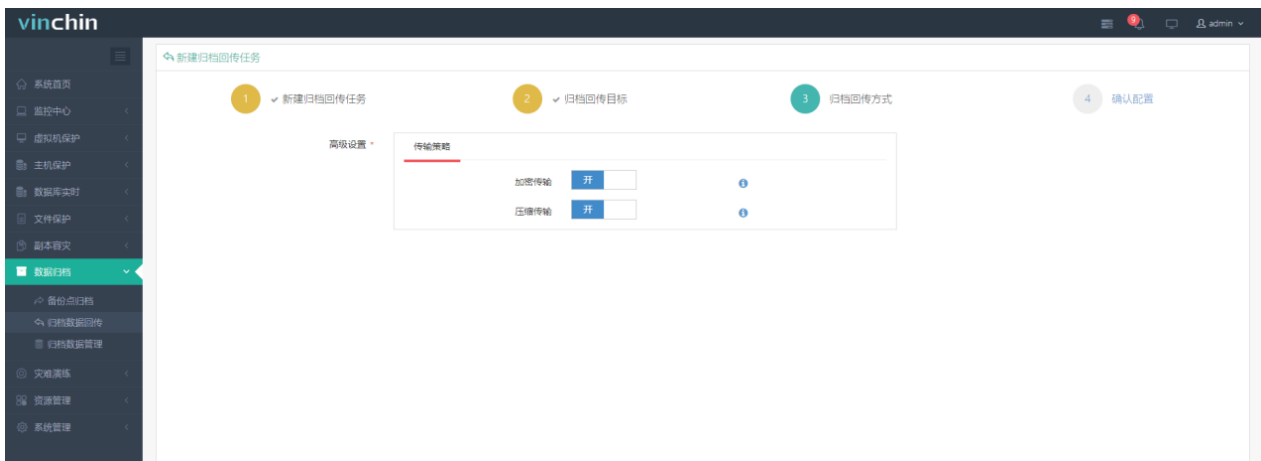 vinchin
9
admin
新建归档回传任务
系统首页
监控中心
虚拟机保护
主机保护
数据库实时
文件保护
副本容灾
数据归档
备份点归档
归档数据回传
归档数据管理
灾难演练
资源管理
系统管理
1 新建归档回传任务
2 归档回传目标
3 归档回传方式
4 确认配置
高级设置 *
传输策略
加密传输 开
压缩传输 开